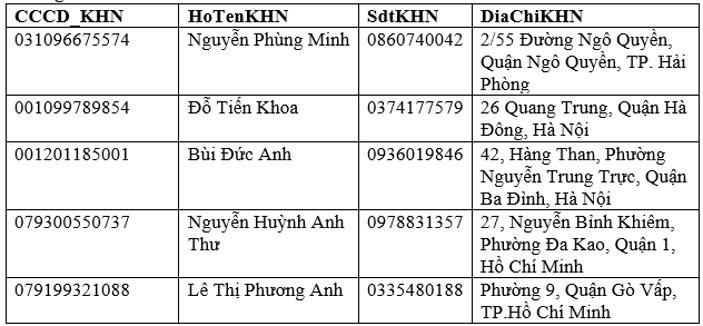 CCCD_KHN HoTenKHN SdtKHN DiaChiKHN
031096675574 Nguyễn Phùng Minh 0860740042 2/55 Đường Ngô Quyền,
Quận Ngô Quyền, TP. Hải
Phòng
001099789854 Đỗ Tiến Khoa 0374177579 26 Quang Trung, Quận Hà
Đông, Hà Nội
001201185001 Bùi Đức Anh 0936019846 42, Hàng Than, Phường
Nguyễn Trung Trực, Quận
Ba Đình, Hà Nội
079300550737 Nguyễn Huỳnh Anh 0978831357 27, Nguyễn Bỉnh Khiêm,
Thư Phường Đa Kao, Quận 1,
Hồ Chí Minh
079199321088 Lê Thị Phương Anh 0335480188 Phường 9, Quận Gò Vấp,
TP.Hồ Chí Minh